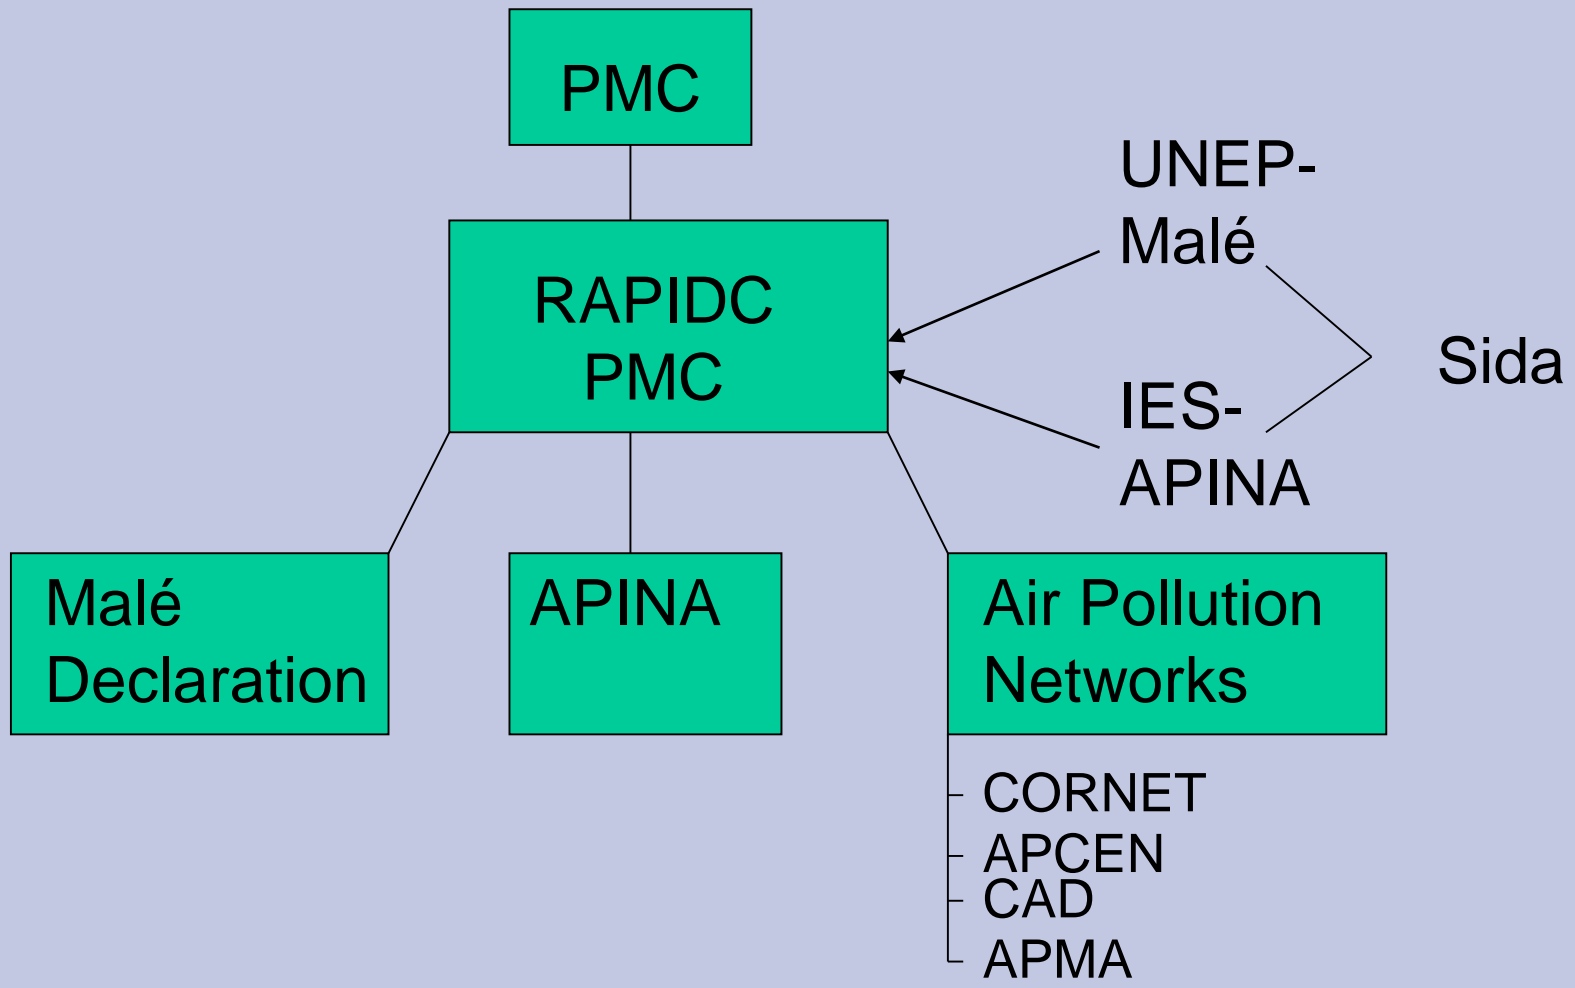 PMC
RAPIDC
PMC
UNEP-
Malé
IES-
APINA
Sida
Malé
Declaration
APINA
Air Pollution
Networks
CORNET
APCEN
CAD
APMA